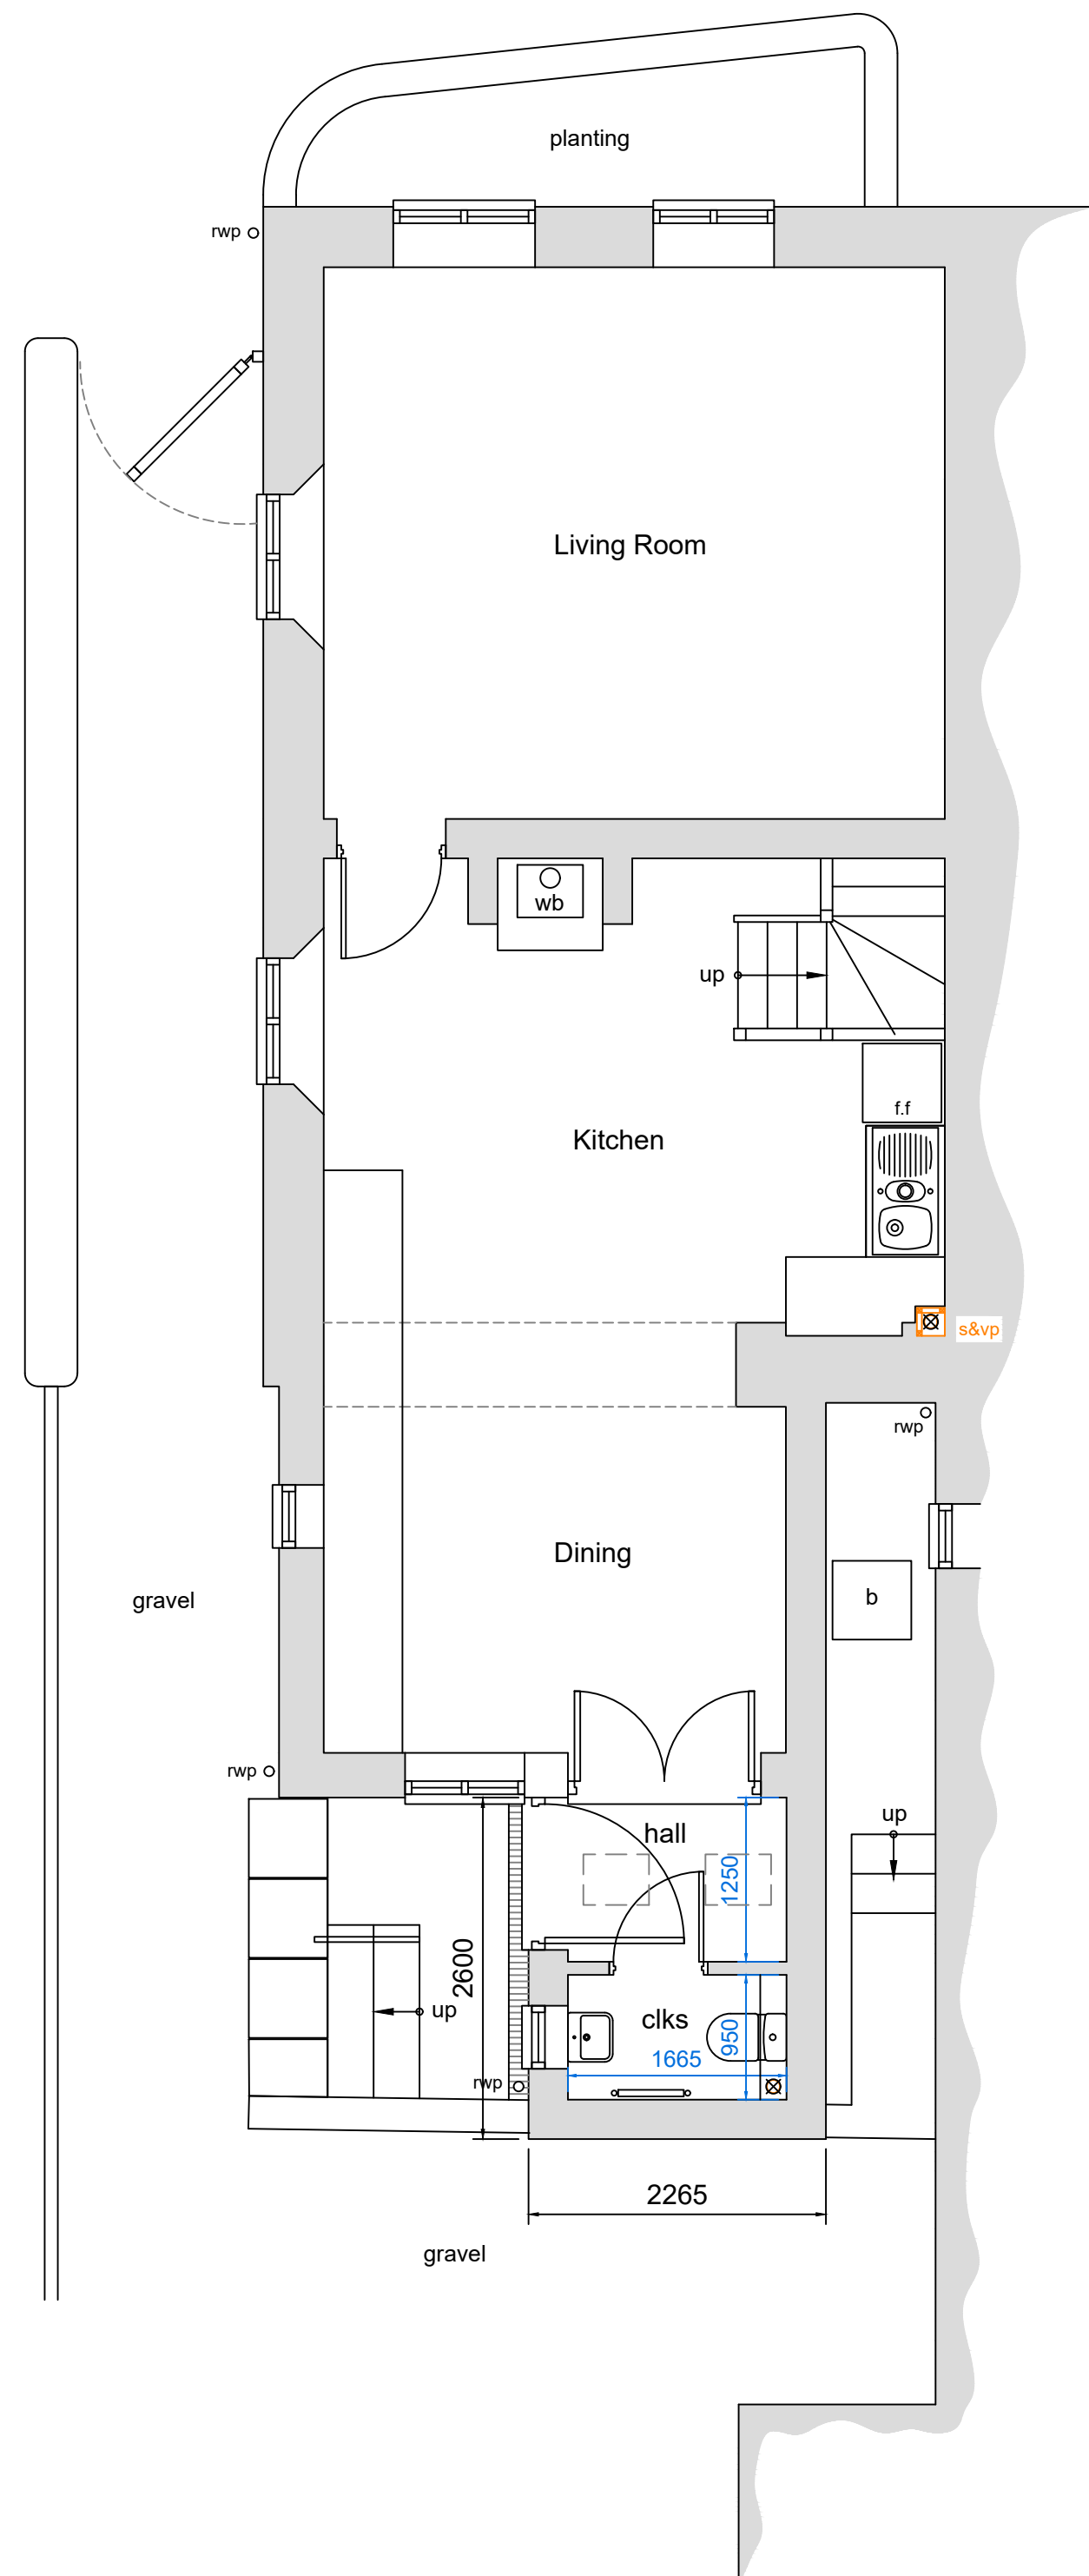 planting
rwp
Living Room
wb
up
f.f
Kitchen
s&vp
rwp
Dining
b
gravel
rwp
up
hall
1250
2600
up
clks
950
1665
rwp
2265
gravel